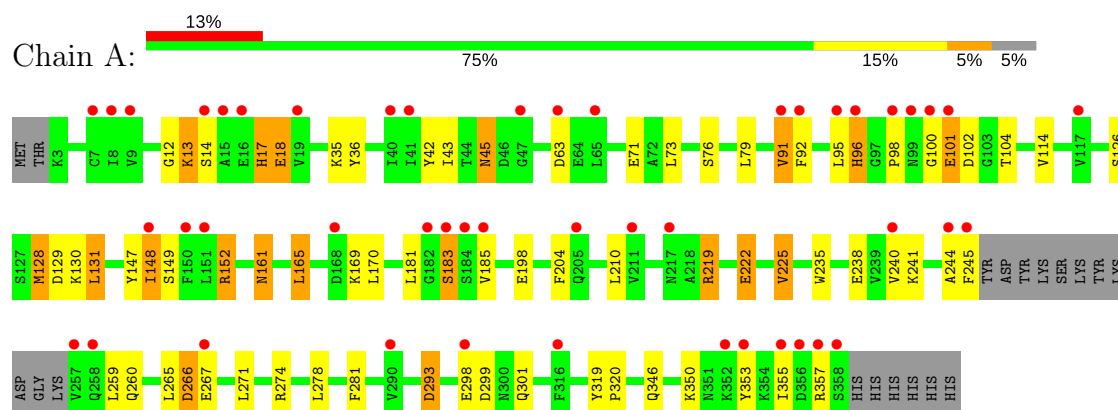 13%
Chain A:
75% 15% 5% 5%
MET THR K3 C7 I8 V9 G12 K13 S14 A15 E16 H17 E18 V19 K35 Y36 I40 I41 Y42 I43 T44 N45 D46 G47 D63 E64 L65 E71 A72 L73 S76 L79 V91 F92 L95 H96 G97 P98 N99 G100 E101 D102 G103 T104 V114 V117 S126
S127 M128 D129 K130 L131 Y147 I148 S149 F150 L151 R152 N161 L165 D168 K169 L170 L181 G182 S183 S184 V185 E198 F204 Q205 L210 V211 N217 A218 R219 E222 V225 W235 E238 V239 V240 K241 A244 F245 TYR ASP TYR LYS SER LYS TYR LYS
ASP GLY LYS V257 Q258 L259 Q260 L265 D266 E267 L271 R274 L278 F281 V290 D293 E298 D299 N300 Q301 F316 Y319 P320 Q346 K350 N351 K352 Y353 K354 I355 D356 R357 S358 HIS HIS HIS HIS HIS HIS